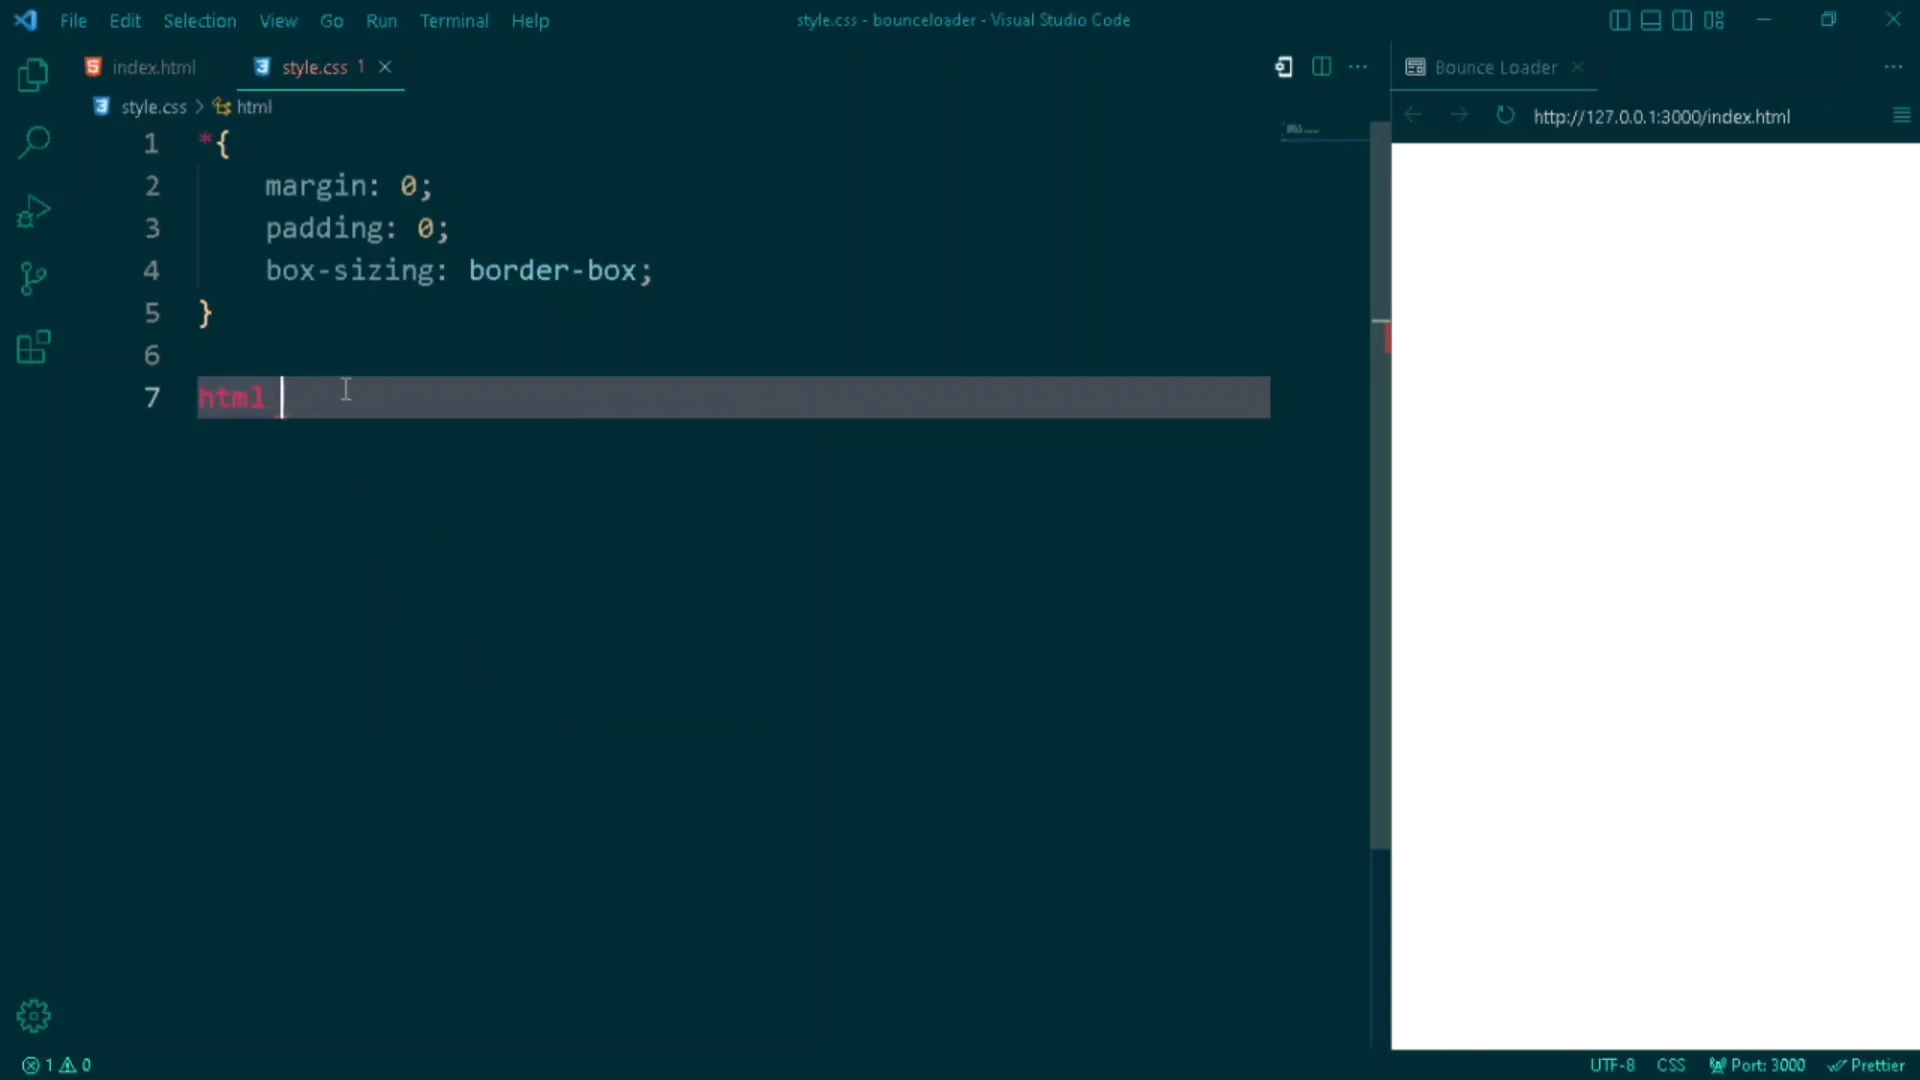 File Edit Selection View Go Run Terminal Help
style.css - bounceloader - Visual Studio Code
index.html
style.css 1
Bounce Loader
style.css > html
http://127.0.0.1:3000/index.html
1 *{
2 margin: 0;
3 padding: 0;
4 box-sizing: border-box;
5 }
6
7 html
1 0
UTF-8 CSS Port: 3000 Prettier